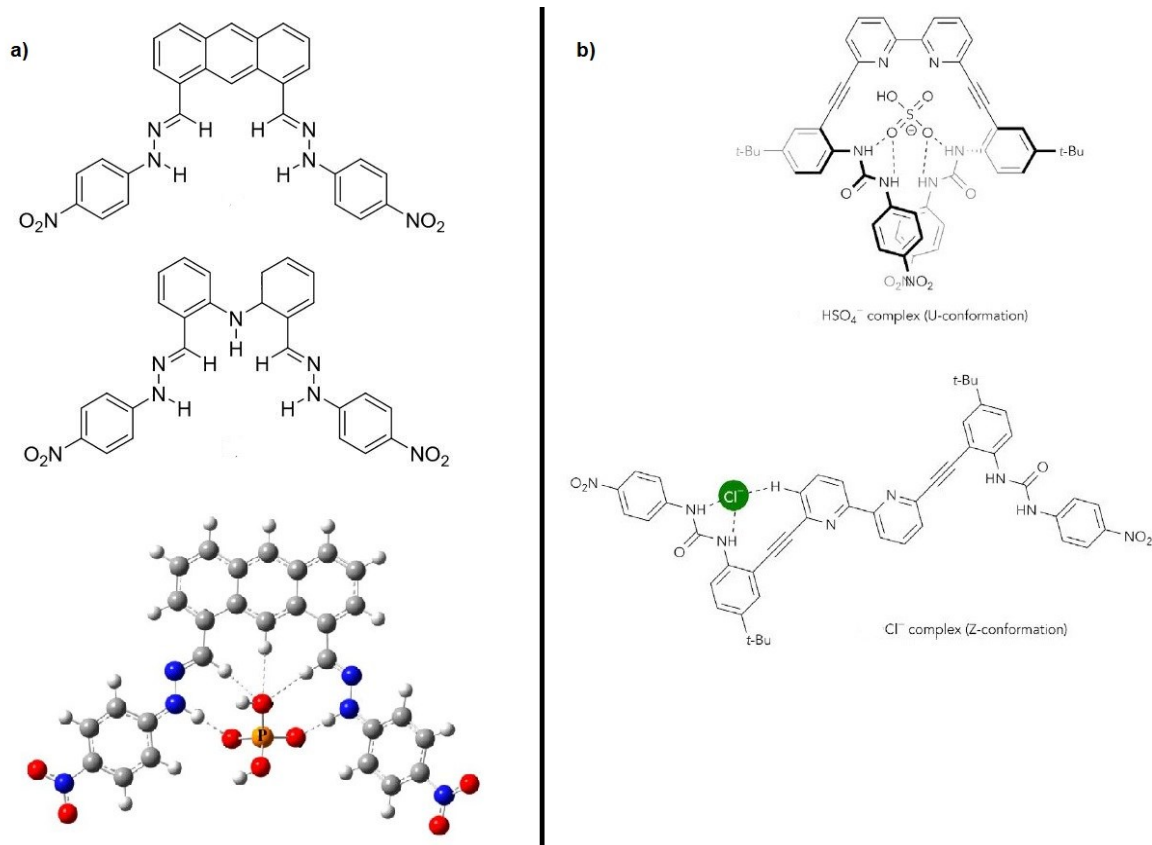 a)
N
H
H
N
N
H
H
N
O₂N
NO₂
N
H
H
N
N
H
N
H
H
N
O₂N
NO₂
P
b)
N
N
HO
O
S
O
⊖
O
t-Bu
NH
HN
t-Bu
O
NH
HN
O
O₂N
NO₂
HSO₄⁻ complex (U-conformation)
t-Bu
O₂N
Cl⁻
H
NH
O
NH
N
N
NH
O
HN
NO₂
t-Bu
Cl⁻ complex (Z-conformation)